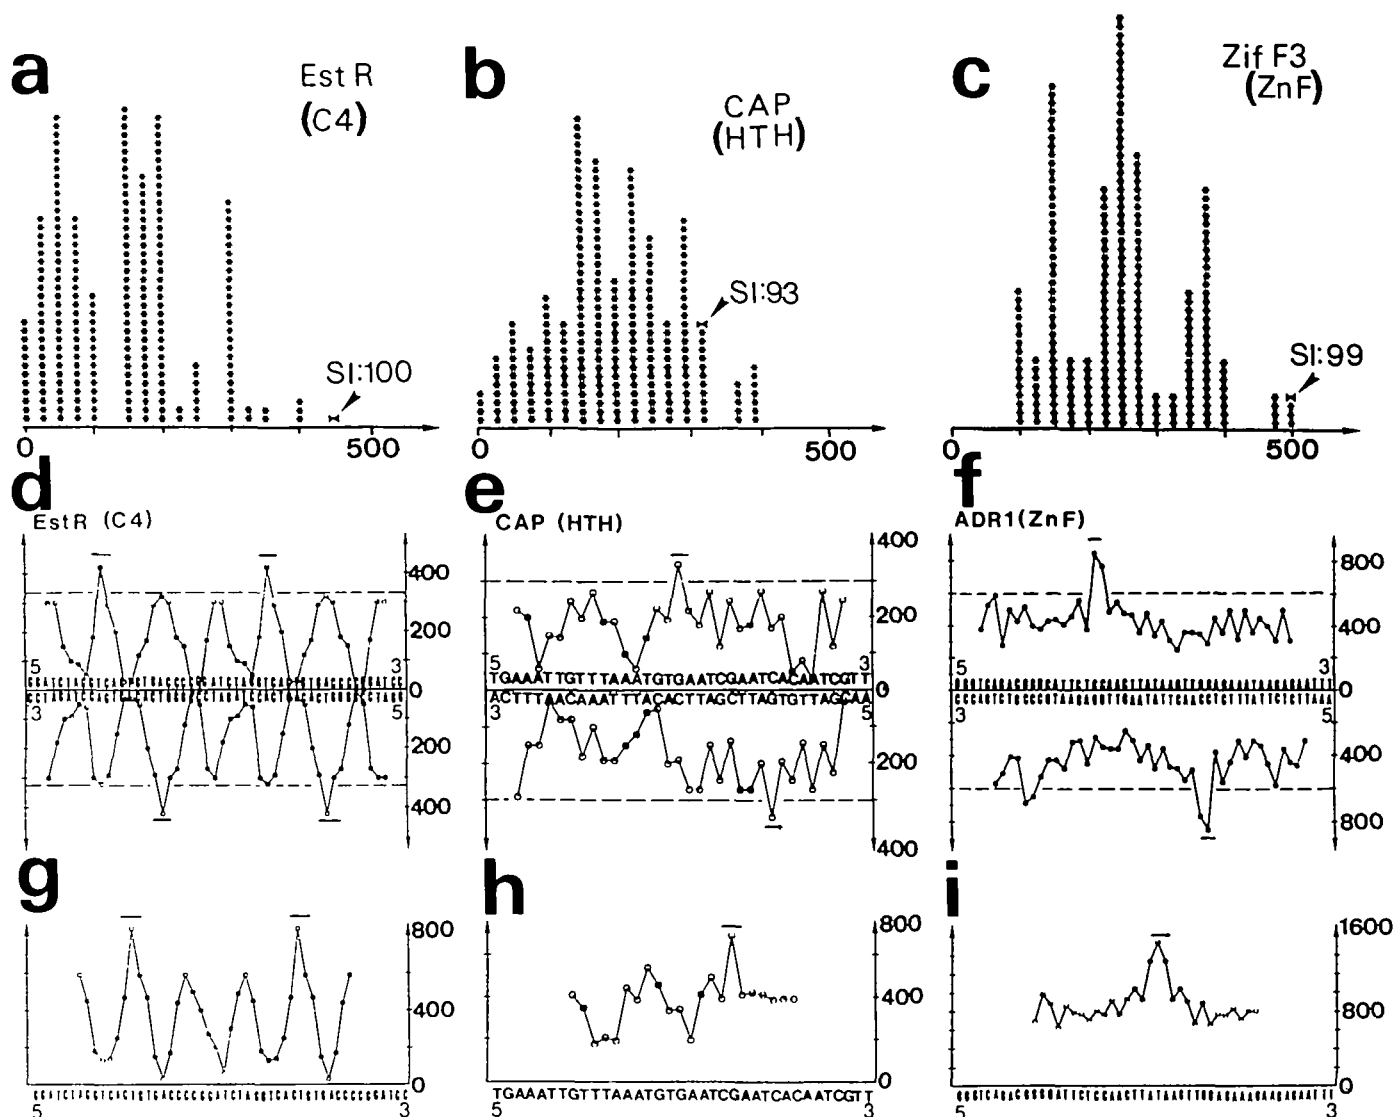 a
Est R
(C4)
SI:100
0
500
b
CAP
(HTH)
SI:93
0
500
c
Zif F3
(ZnF)
SI:99
0
500
d
EstR (C4)
400
200
0
200
400
5
3
3
5
e
CAP (HTH)
400
200
0
200
400
5
3
TGAAATTGTTTAAATGTGAATCGAATCACAATCGTT
ACTTTAACAAATTTACACTTAGCTTAGTGTTAGCAA
3
5
f
ADR1(ZnF)
800
400
0
400
800
5
3
3
5
g
800
400
0
5
3
h
800
400
0
TGAAATTGTTTAAATGTGAATCGAATCACAATCGTT
5
3
i
1600
800
0
5
3